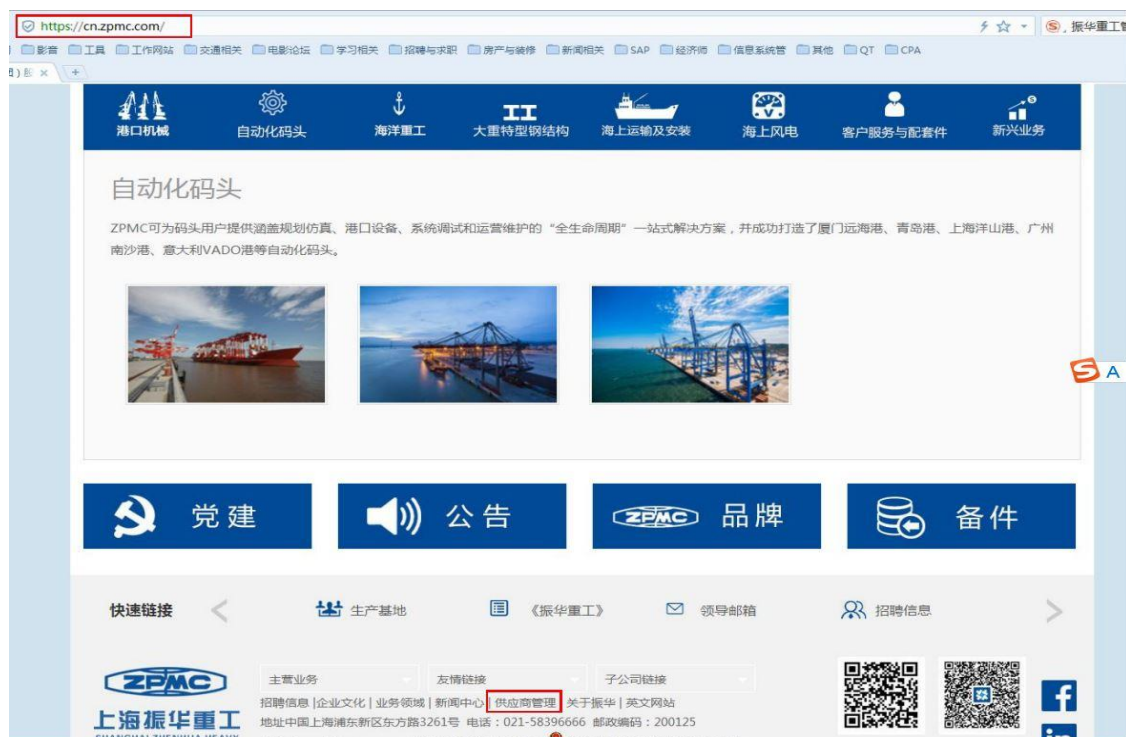 https://cn.zpmc.com/
振华重工
影音 工具 工作网站 交通相关 电影论坛 学习相关 招聘与求职 房产与装修 新闻相关 SAP 经济师 信息系统管 其他 QT CPA
港口机械 自动化码头 海洋重工 大重特型钢结构 海上运输及安装 海上风电 客户服务与配套件 新兴业务
自动化码头
ZPMC可为码头用户提供涵盖规划仿真、港口设备、系统调试和运营维护的“全生命周期”一站式解决方案，并成功打造了厦门远海港、青岛港、上海洋山港、广州
南沙港、意大利VADO港等自动化码头。
A
党建 公告 ZPMC 品牌 备件
快速链接 生产基地 《振华重工》 领导邮箱 招聘信息
ZPMC 主营业务 友情链接 子公司链接
招聘信息 |企业文化 | 业务领域 | 新闻中心 | 供应商管理 | 关于振华 | 英文网站
上海振华重工 地址中国上海浦东新区东方路3261号 电话：021-58396666 邮政编码：200125